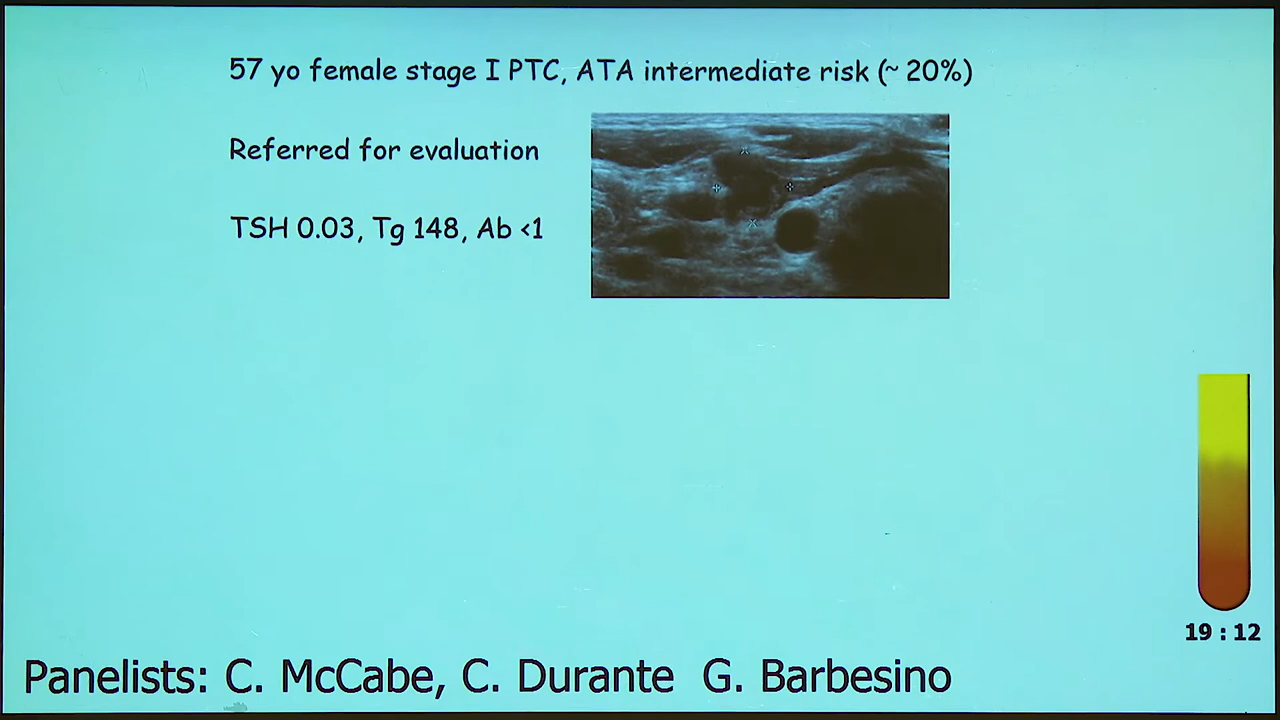 57 yo female stage I PTC, ATA intermediate risk (~ 20%)
Referred for evaluation
TSH 0.03, Tg 148, Ab <1
19 : 12
Panelists: C. McCabe, C. Durante G. Barbesino